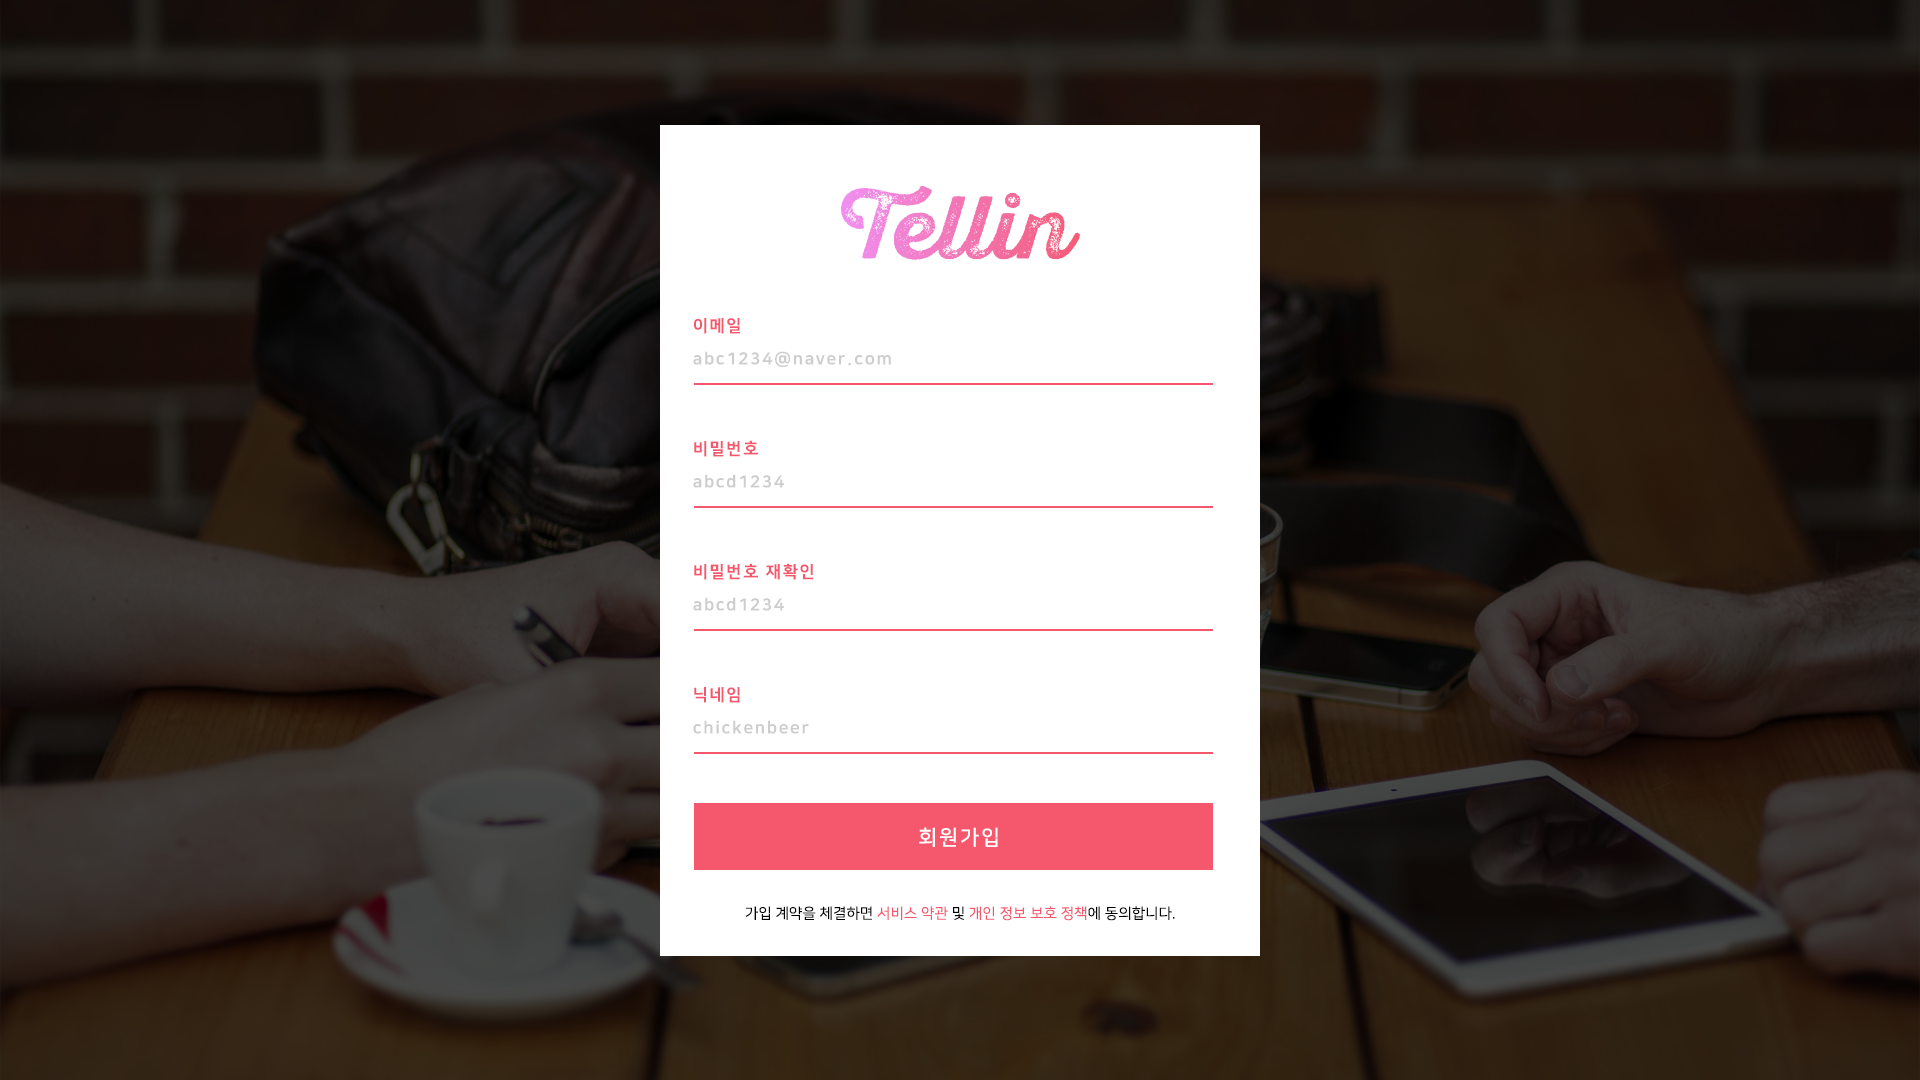 Tellin
이메일
abc1234@naver.com
비밀번호
abcd1234
비밀번호 재확인
abcd1234
닉네임
chickenbeer
회원가입
가입 계약을 체결하면 서비스 약관 및 개인 정보 보호 정책에 동의합니다.